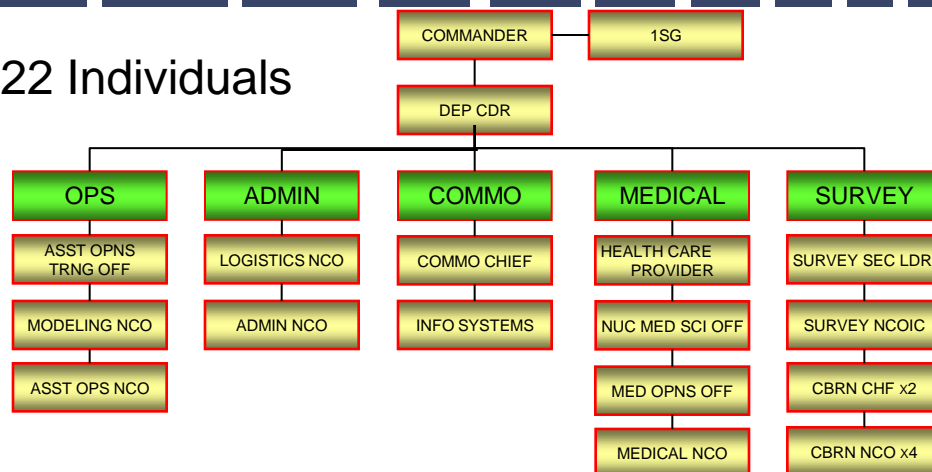 COMMANDER
1SG
22 Individuals
DEP CDR
OPS
ADMIN
COMMO
MEDICAL
SURVEY
ASST OPNS
TRNG OFF
LOGISTICS NCO
COMMO CHIEF
HEALTH CARE
PROVIDER
SURVEY SEC LDR
MODELING NCO
ADMIN NCO
INFO SYSTEMS
NUC MED SCI OFF
SURVEY NCOIC
ASST OPS NCO
MED OPNS OFF
CBRN CHF x2
MEDICAL NCO
CBRN NCO x4